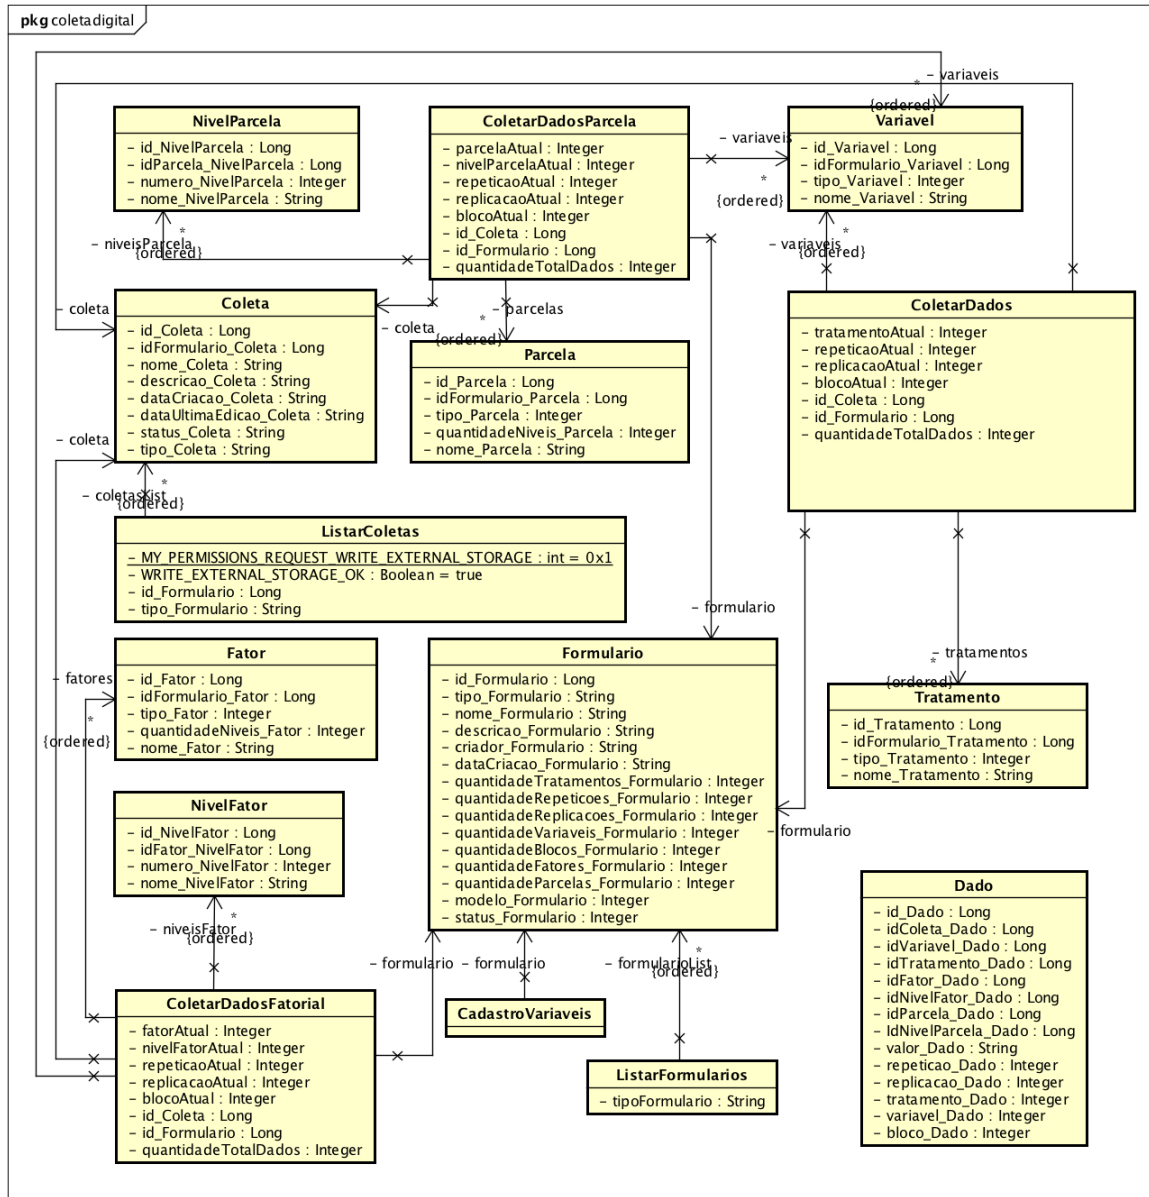 pkg coletadigital
– variaveis
*
{ordered}
NivelParcela
– id_NivelParcela : Long
– idParcela_NivelParcela : Long
– numero_NivelParcela : Integer
– nome_NivelParcela : String
ColetarDadosParcela
– parcelaAtual : Integer
– nivelParcelaAtual : Integer
– repeticaoAtual : Integer
– replicacaoAtual : Integer
– blocoAtual : Integer
– id_Coleta : Long
– id_Formulario : Long
– quantidadeTotalDados : Integer
– variaveis
*
{ordered}
Variavel
– id_Variavel : Long
– idFormulario_Variavel : Long
– tipo_Variavel : Integer
– nome_Variavel : String
– niveisParcela
*
{ordered}
– variaveis
*
{ordered}
– coleta
Coleta
– id_Coleta : Long
– idFormulario_Coleta : Long
– nome_Coleta : String
– descricao_Coleta : String
– dataCriacao_Coleta : String
– dataUltimaEdicao_Coleta : String
– status_Coleta : String
– tipo_Coleta : String
– coleta
– parcelas
*
{ordered}
Parcela
– id_Parcela : Long
– idFormulario_Parcela : Long
– tipo_Parcela : Integer
– quantidadeNiveis_Parcela : Integer
– nome_Parcela : String
ColetarDados
– tratamentoAtual : Integer
– repeticaoAtual : Integer
– replicacaoAtual : Integer
– blocoAtual : Integer
– id_Coleta : Long
– id_Formulario : Long
– quantidadeTotalDados : Integer
– coleta
– coletasList
*
{ordered}
ListarColetas
– MY_PERMISSIONS_REQUEST_WRITE_EXTERNAL_STORAGE : int = 0x1
– WRITE_EXTERNAL_STORAGE_OK : Boolean = true
– id_Formulario : Long
– tipo_Formulario : String
– formulario
– fatores
*
{ordered}
Fator
– id_Fator : Long
– idFormulario_Fator : Long
– tipo_Fator : Integer
– quantidadeNiveis_Fator : Integer
– nome_Fator : String
Formulario
– id_Formulario : Long
– tipo_Formulario : String
– nome_Formulario : String
– descricao_Formulario : String
– criador_Formulario : String
– dataCriacao_Formulario : String
– quantidadeTratamentos_Formulario : Integer
– quantidadeRepeticoes_Formulario : Integer
– quantidadeReplicacoes_Formulario : Integer
– quantidadeVariaveis_Formulario : Integer
– quantidadeBlocos_Formulario : Integer
– quantidadeFatores_Formulario : Integer
– quantidadeParcelas_Formulario : Integer
– modelo_Formulario : Integer
– status_Formulario : Integer
– tratamentos
*
{ordered}
Tratamento
– id_Tratamento : Long
– idFormulario_Tratamento : Long
– tipo_Tratamento : Integer
– nome_Tratamento : String
– formulario
NivelFator
– id_NivelFator : Long
– idFator_NivelFator : Long
– numero_NivelFator : Integer
– nome_NivelFator : String
– niveisFator
*
{ordered}
– formulario
– formulario
– formularioList
*
{ordered}
Dado
– id_Dado : Long
– idColeta_Dado : Long
– idVariavel_Dado : Long
– idTratamento_Dado : Long
– idFator_Dado : Long
– idNivelFator_Dado : Long
– idParcela_Dado : Long
– IdNivelParcela_Dado : Long
– valor_Dado : String
– repeticao_Dado : Integer
– replicacao_Dado : Integer
– tratamento_Dado : Integer
– variavel_Dado : Integer
– bloco_Dado : Integer
ColetarDadosFatorial
– fatorAtual : Integer
– nivelFatorAtual : Integer
– repeticaoAtual : Integer
– replicacaoAtual : Integer
– blocoAtual : Integer
– id_Coleta : Long
– id_Formulario : Long
– quantidadeTotalDados : Integer
CadastroVariaveis
ListarFormularios
– tipoFormulario : String